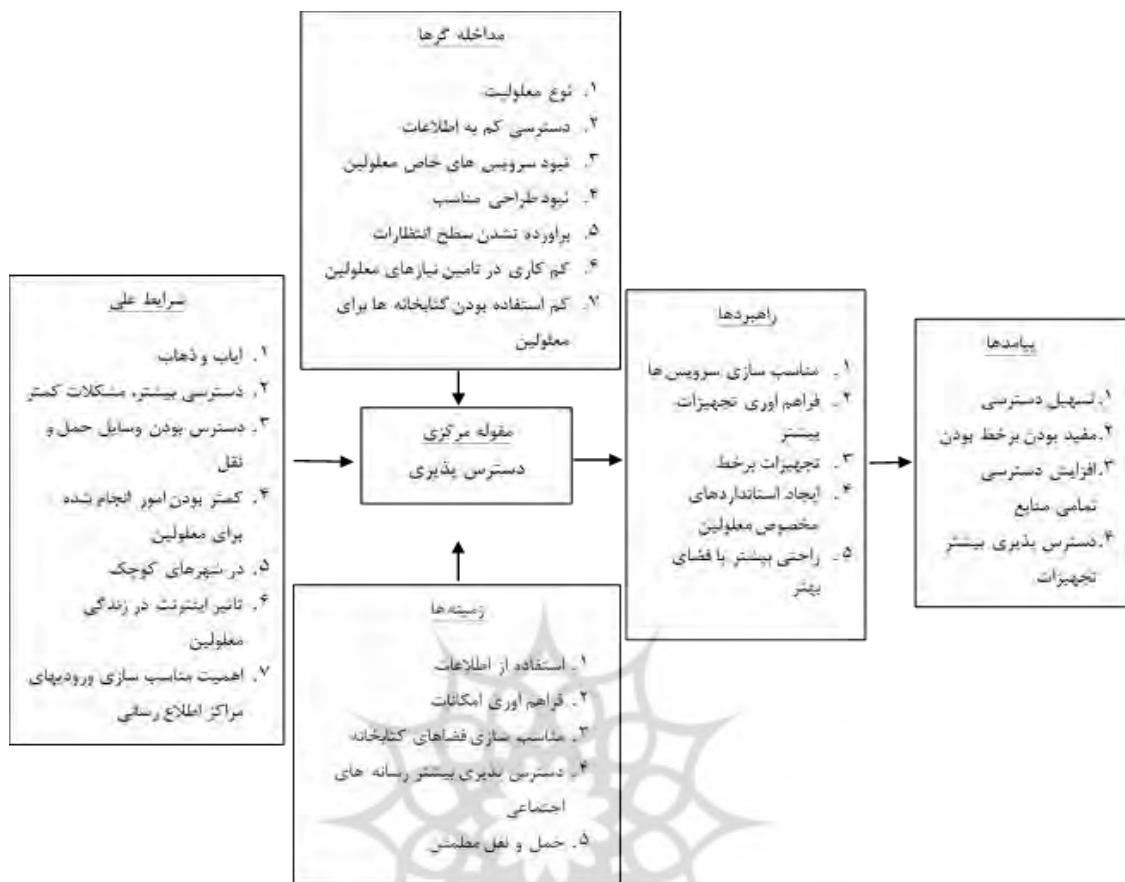 مداخله گرها
۱. نوع معلولیت
۲. دسترسی کم به اطلاعات
۳. نبود سرویس های خاص معلولین
۴. نبود طراحی مناسب
۵. براورده نشدن سطح انتظارات
۶. کم کاری در تامین نیازهای معلولین
۷. کم استفاده بودن کتابخانه ها برای
معلولین
شرایط علی
۱. ایاب و ذهاب
۲. دسترسی بیشتر، مشکلات کمتر
۳. دسترس بودن وسایل حمل و
نقل
۴. کمتر بودن امور انجام شده
برای معلولین
۵. در شهرهای کوچک
۶. تاثیر اینترنت در زندگی
معلولین
۷. اهمیت مناسب سازی ورودیهای
مراکز اطلاع رسانی
مقوله مرکزی
دسترس پذیری
زمینه‌ها
۱. استفاده از اطلاعات
۲. فراهم اوری امکانات
۳. مناسب سازی فضاهای کتابخانه
۴. دسترس پذیری بیشتر رسانه های
اجتماعی
۵. حمل و نقل مطمئن
راهبردها
۱. مناسب سازی سرویس ها
۲. فراهم اوری تجهیزات
بیشتر
۳. تجهیزات برخط
۴. ایجاد استانداردهای
مخصوص معلولین
۵. راحتی بیشتر با فضای
بهتر
پیامدها
۱. تسهیل دسترسی
۲. مفید بودن برخط بودن
۳. افزایش دسترسی
تمامی منابع
۴. دسترس پذیری بیشتر
تجهیزات